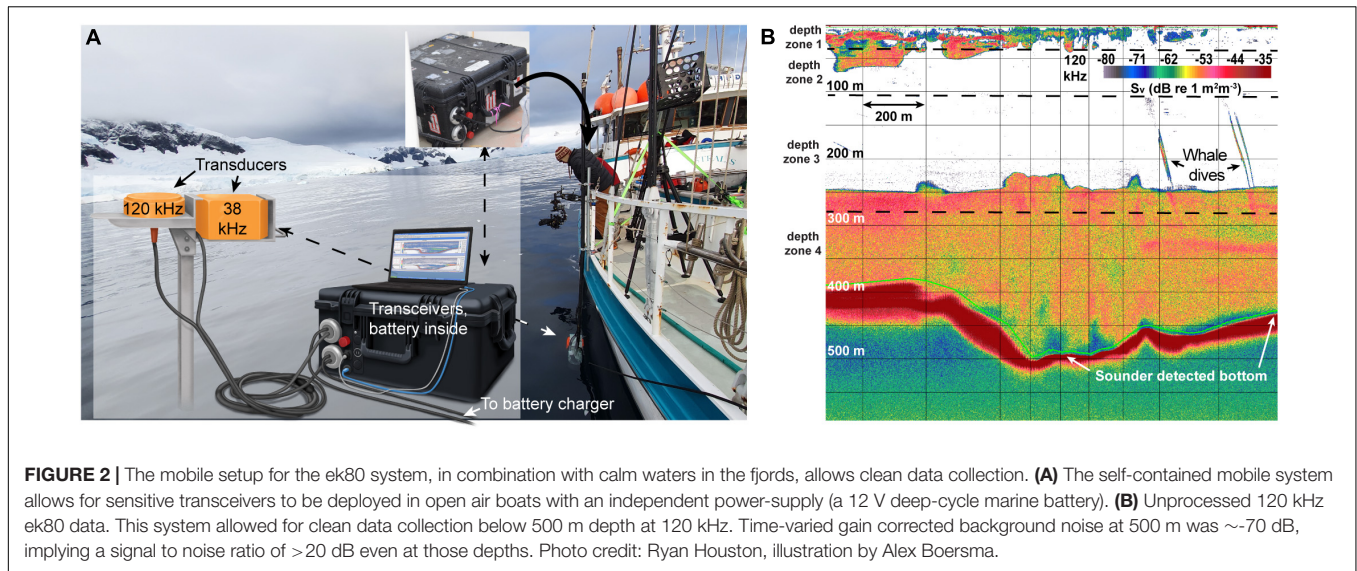 A
Transducers
120 kHz
38
kHz
Transceivers,
battery inside
To battery charger
B
depth
zone 1
depth
zone 2
100 m
200 m
120
kHz
-80 -71 -62 -53 -44 -35
Sv (dB re 1 m²m⁻³)
depth
zone 3
200 m
Whale
dives
300 m
depth
zone 4
400 m
500 m
Sounder detected bottom
FIGURE 2 | The mobile setup for the ek80 system, in combination with calm waters in the fjords, allows clean data collection. (A) The self-contained mobile system
allows for sensitive transceivers to be deployed in open air boats with an independent power-supply (a 12 V deep-cycle marine battery). (B) Unprocessed 120 kHz
ek80 data. This system allowed for clean data collection below 500 m depth at 120 kHz. Time-varied gain corrected background noise at 500 m was ~-70 dB,
implying a signal to noise ratio of >20 dB even at those depths. Photo credit: Ryan Houston, illustration by Alex Boersma.